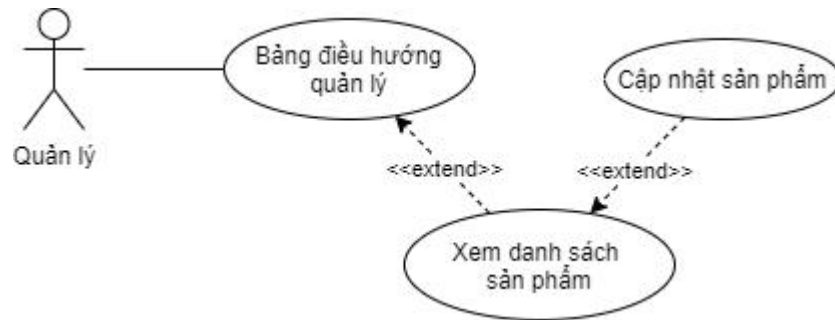 Bảng điều hướng
quản lý
Cập nhật sản phẩm
Quản lý
<<extend>>
<<extend>>
Xem danh sách
sản phẩm